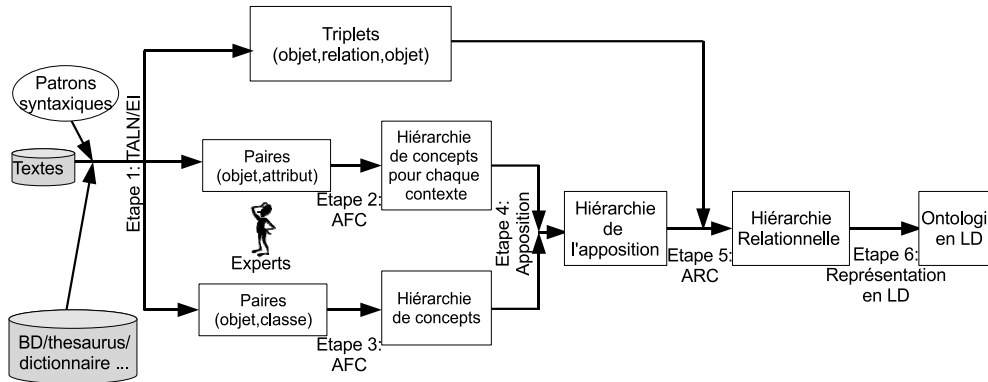 Triplets
(objet,relation,objet)
Patrons
syntaxiques
Textes
BD/thesaurus/
dictionnaire ...
Etape 1: TALN/EI
Paires
(objet,attribut)
Etape 2:
AFC
Hiérarchie
de concepts
pour chaque
contexte
Experts
Paires
(objet,classe)
Etape 3:
AFC
Hiérarchie
de concepts
Etape 4:
Apposition
Hiérarchie
de
l'apposition
Etape 5:
ARC
Hiérarchie
Relationnelle
Etape 6:
Représentation
en LD
Ontologi
en LD